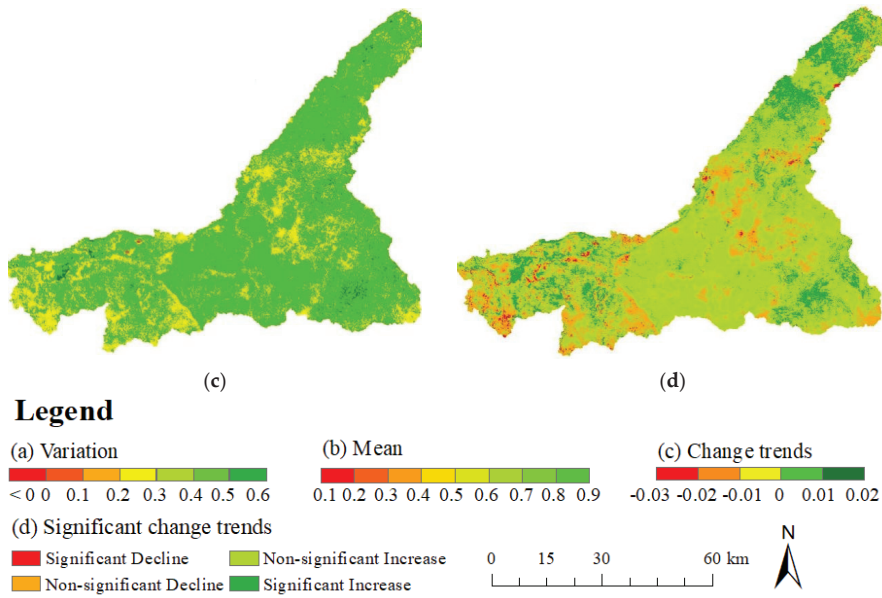 (c) (d)
Legend
(a) Variation (b) Mean (c) Change trends
< 0 0 0.1 0.2 0.3 0.4 0.5 0.6 0.1 0.2 0.3 0.4 0.5 0.6 0.7 0.8 0.9 -0.03 -0.02 -0.01 0 0.01 0.02
(d) Significant change trends
Significant Decline Non-significant Increase
Non-significant Decline Significant Increase
0 15 30 60 km
N